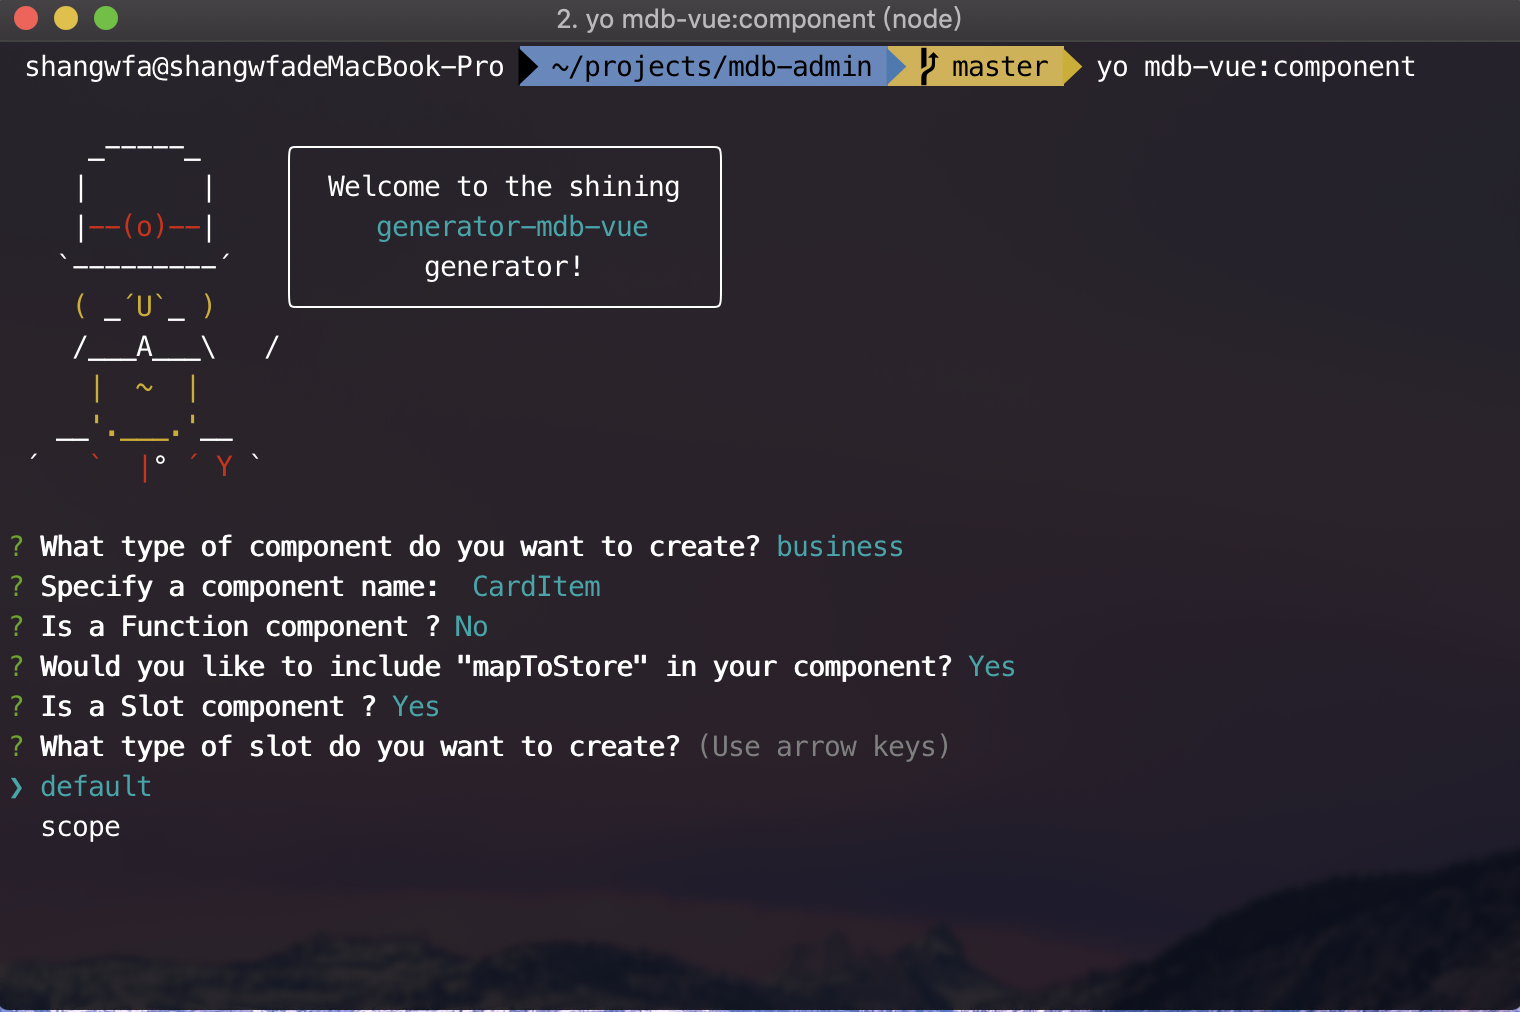 2. yo mdb-vue:component (node)
shangwfa@shangwfadeMacBook-Pro ~/projects/mdb-admin master yo mdb-vue:component
_-----_
|       |
|--(o)--|
`---------´
( _´U`_ )
/___A___\   /
|  ~  |
__'.___.'__
´   `  |° ´ Y `
Welcome to the shining
generator-mdb-vue
generator!
? What type of component do you want to create? business
? Specify a component name:  CardItem
? Is a Function component ? No
? Would you like to include "mapToStore" in your component? Yes
? Is a Slot component ? Yes
? What type of slot do you want to create? (Use arrow keys)
❯ default
scope